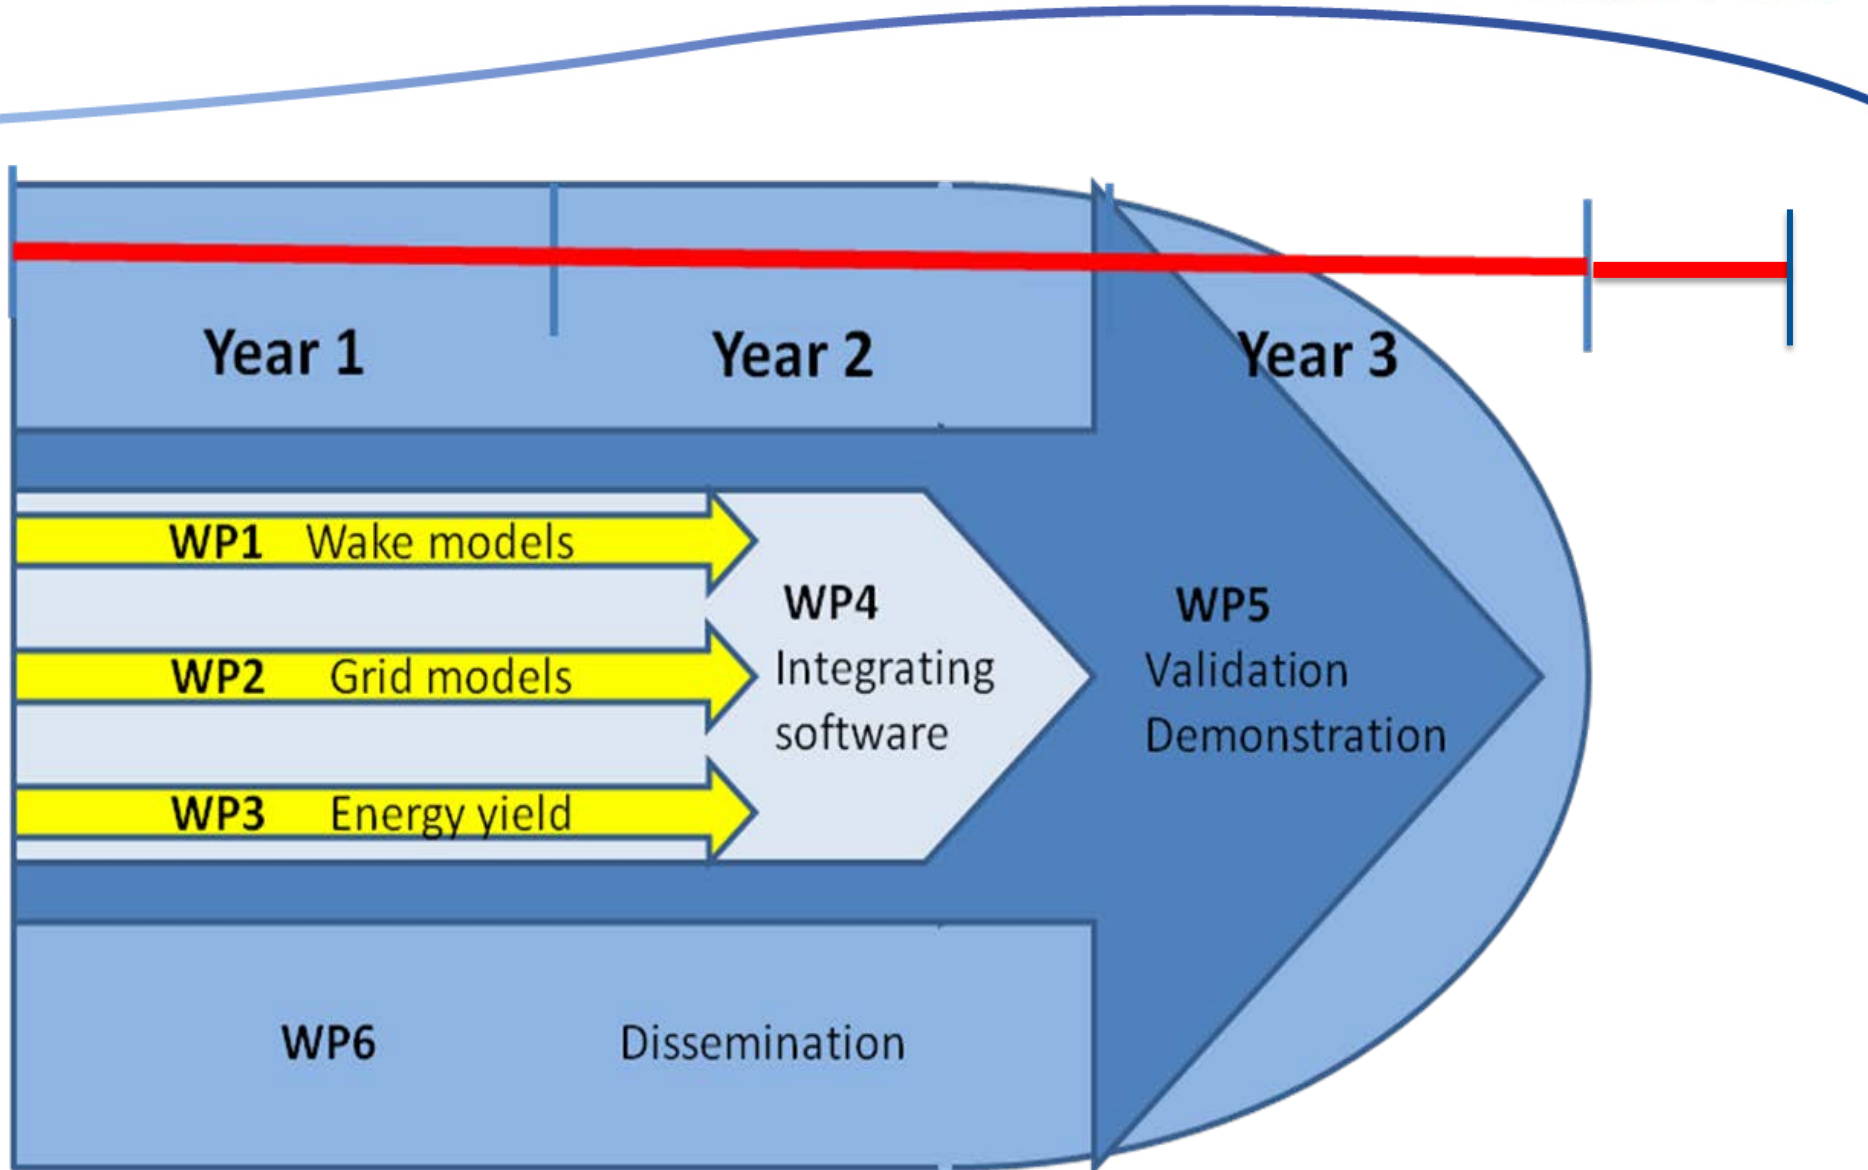 Year 1 Year 2 Year 3
WP1 Wake models
WP2 Grid models
WP3 Energy yield
WP4
Integrating
software
WP5
Validation
Demonstration
WP6 Dissemination